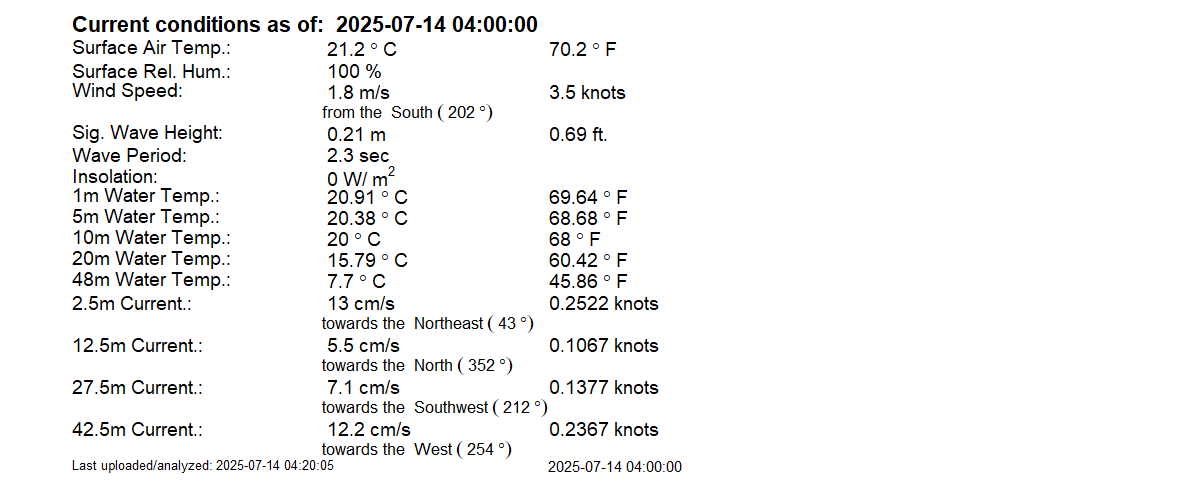 Current conditions as of: 2025-07-14 04:00:00
Surface Air Temp.: 21.2 ° C 70.2 ° F
Surface Rel. Hum.: 100 %
Wind Speed: 1.8 m/s 3.5 knots
from the South ( 202 °)
Sig. Wave Height: 0.21 m 0.69 ft.
Wave Period: 2.3 sec
Insolation: 0 W/ m²
1m Water Temp.: 20.91 ° C 69.64 ° F
5m Water Temp.: 20.38 ° C 68.68 ° F
10m Water Temp.: 20 ° C 68 ° F
20m Water Temp.: 15.79 ° C 60.42 ° F
48m Water Temp.: 7.7 ° C 45.86 ° F
2.5m Current.: 13 cm/s 0.2522 knots
towards the Northeast ( 43 °)
12.5m Current.: 5.5 cm/s 0.1067 knots
towards the North ( 352 °)
27.5m Current.: 7.1 cm/s 0.1377 knots
towards the Southwest ( 212 °)
42.5m Current.: 12.2 cm/s 0.2367 knots
towards the West ( 254 °)
Last uploaded/analyzed: 2025-07-14 04:20:05 2025-07-14 04:00:00